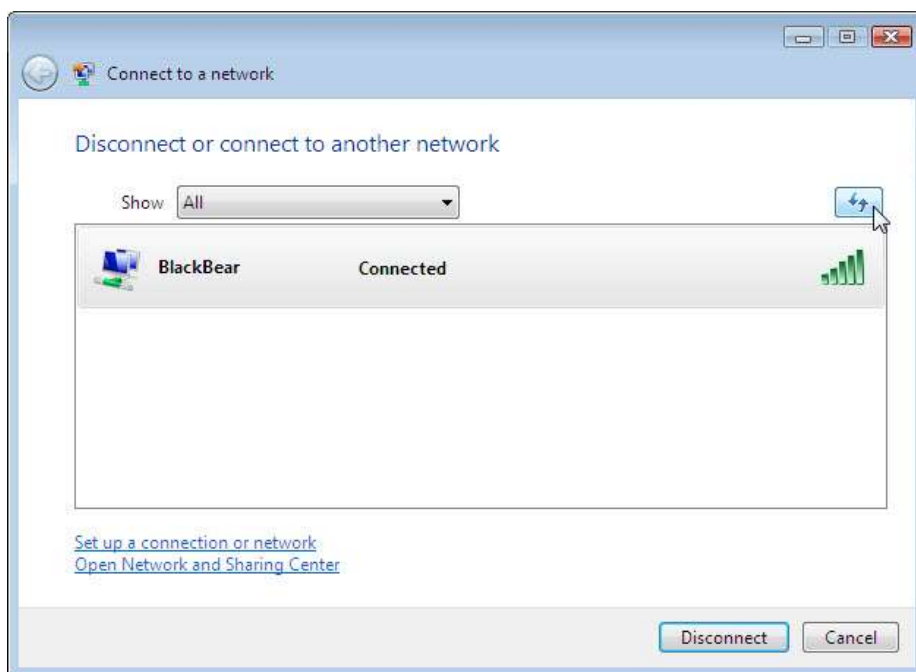 Connect to a network
Disconnect or connect to another network
Show All
BlackBear Connected
Set up a connection or network
Open Network and Sharing Center
Disconnect Cancel